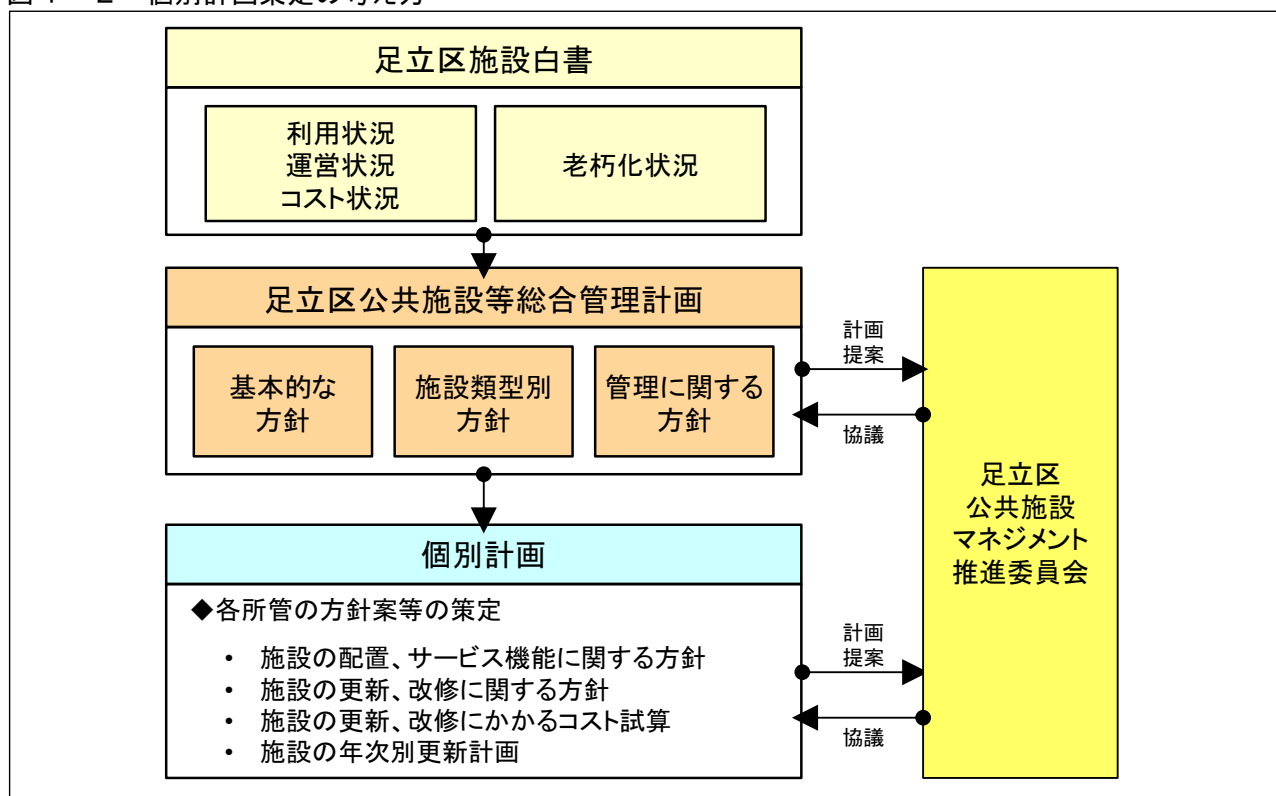 足立区施設白書
利用状況
運営状況
コスト状況
老朽化状況
足立区公共施設等総合管理計画
基本的な
方針
施設類型別
方針
管理に関する
方針
計画
提案
協議
個別計画
◆各所管の方針案等の策定
• 施設の配置、サービス機能に関する方針
• 施設の更新、改修に関する方針
• 施設の更新、改修にかかるコスト試算
• 施設の年次別更新計画
計画
提案
協議
足立区
公共施設
マネジメント
推進委員会